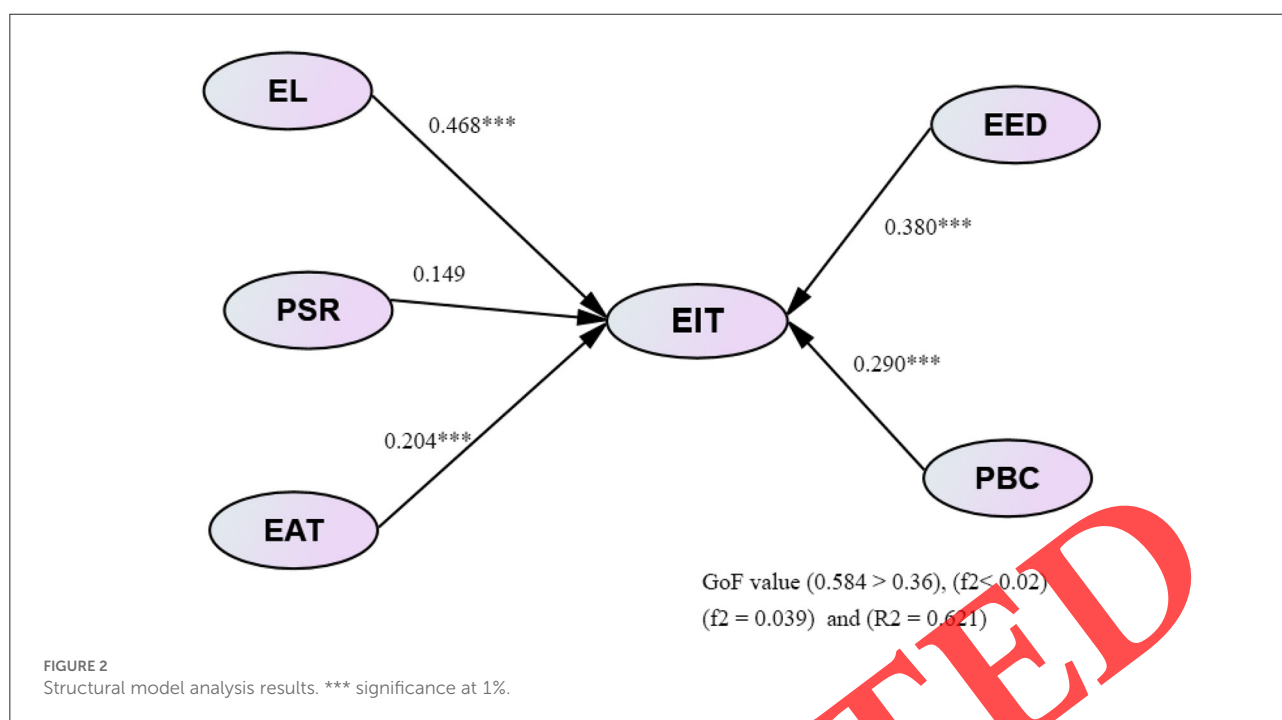 EL
EED
0.468***
0.380***
0.149
PSR
EIT
0.290***
0.204***
PBC
EAT
GoF value (0.584 > 0.36), (f2< 0.02)
(f2 = 0.039) and (R2 = 0.621)
TED
FIGURE 2
Structural model analysis results. *** significance at 1%.